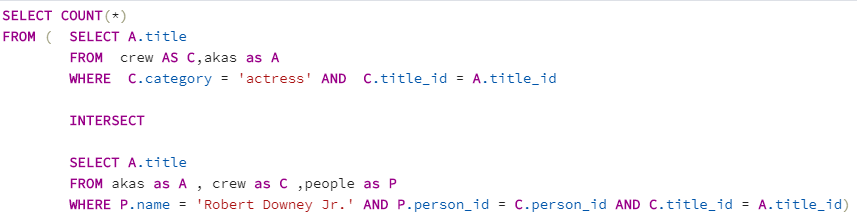 SELECT COUNT(*)
FROM ( SELECT A.title
FROM crew AS C,akas as A
WHERE C.category = 'actress' AND C.title_id = A.title_id
INTERSECT
SELECT A.title
FROM akas as A , crew as C ,people as P
WHERE P.name = 'Robert Downey Jr.' AND P.person_id = C.person_id AND C.title_id = A.title_id)